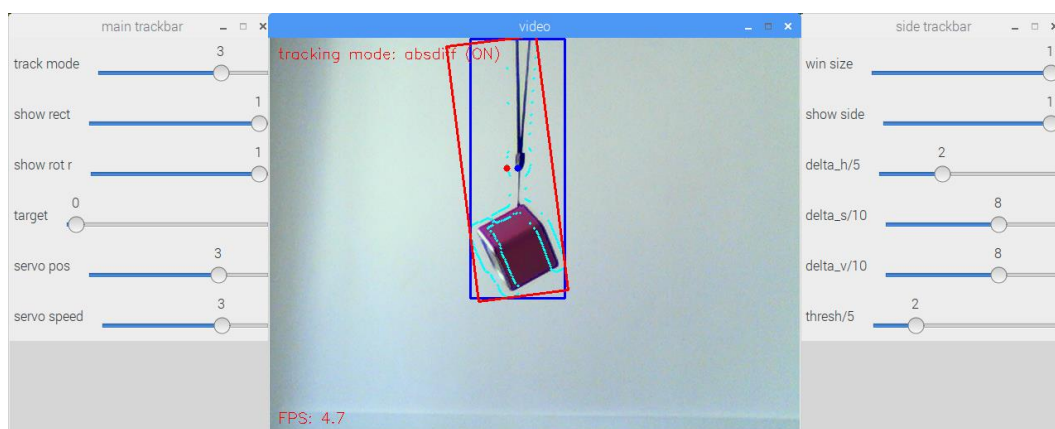 main trackbar
track mode 3
show rect 1
show rot r 1
target 0
servo pos 3
servo speed 3
video
tracking mode: absdiff (ON)
FPS: 4.7
side trackbar
win size 1
show side 1
delta_h/5 2
delta_s/10 8
delta_v/10 8
thresh/5 2